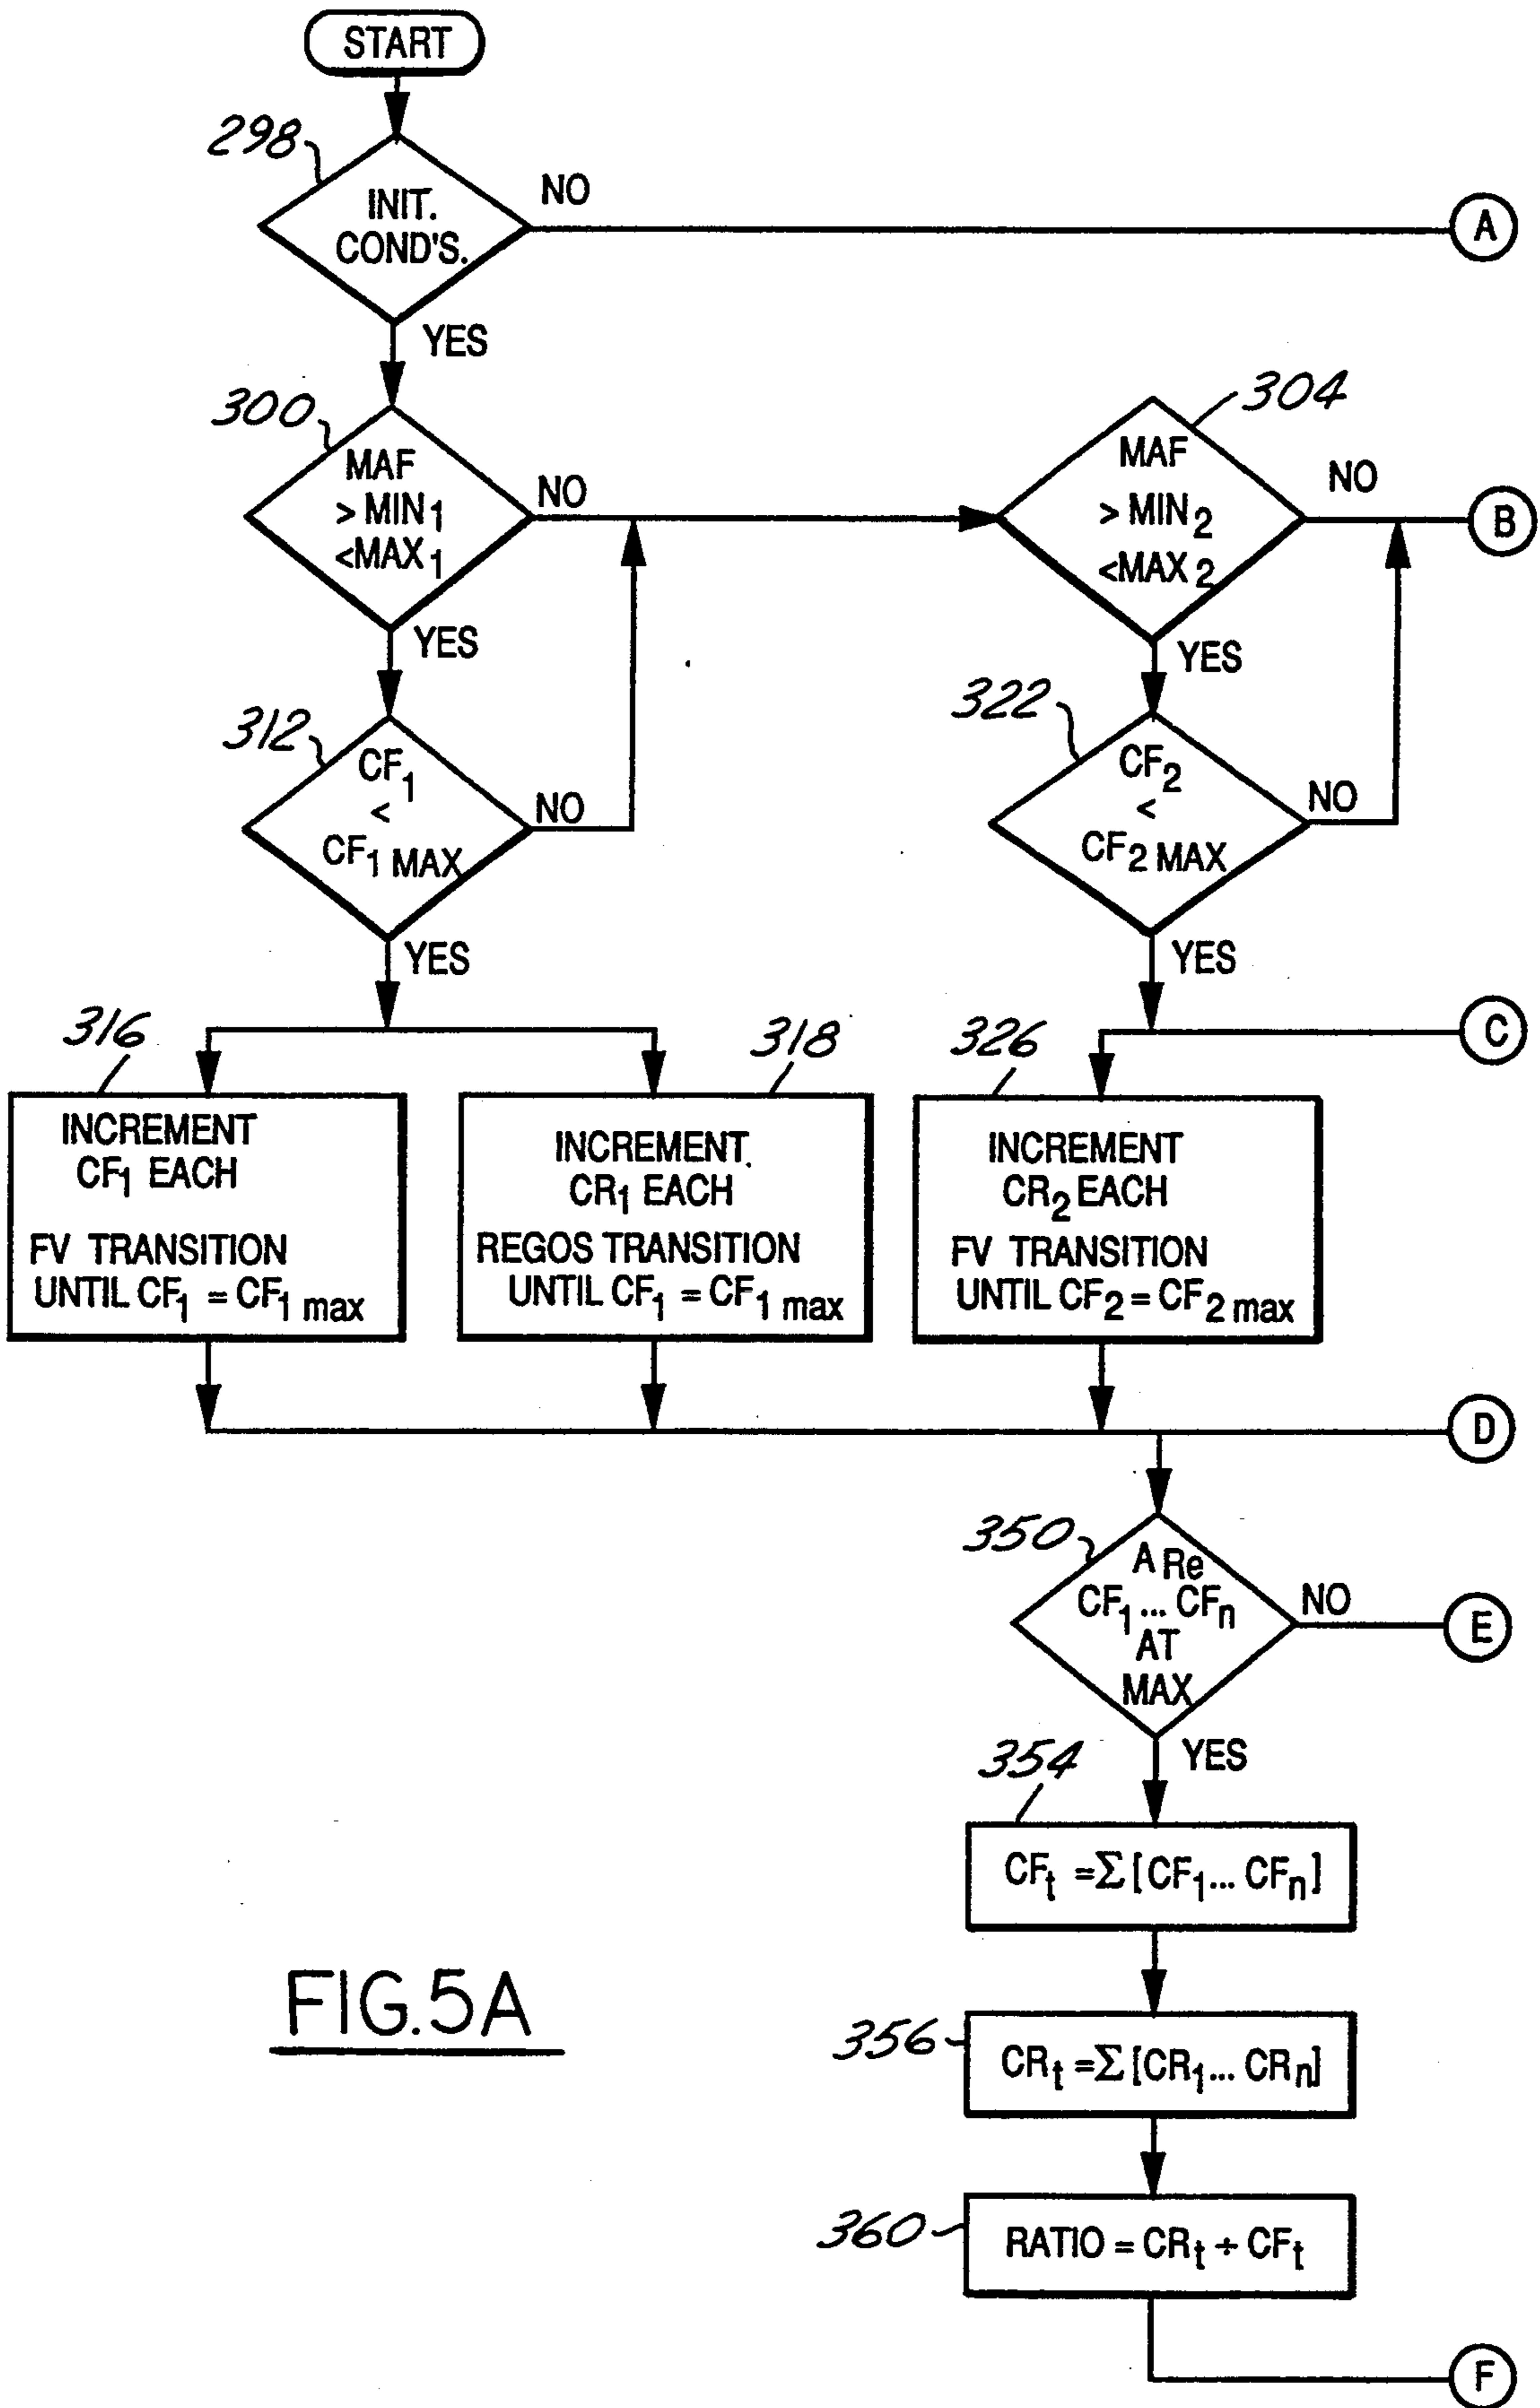 START
298
INIT.
COND'S.
NO
A
YES
300
MAF
> MIN1
<MAX1
NO
304
MAF
> MIN2
<MAX2
NO
B
YES
YES
312
CF1
<
CF1 MAX
NO
322
CF2
<
CF2 MAX
NO
YES
YES
C
316
INCREMENT
CF1 EACH
FV TRANSITION
UNTIL CF1 = CF1 max
318
INCREMENT
CR1 EACH
REGOS TRANSITION
UNTIL CF1 = CF1 max
326
INCREMENT
CR2 EACH
FV TRANSITION
UNTIL CF2 = CF2 max
D
350
ARe
CF1... CFn
AT
MAX
NO
E
YES
354
CFt =Σ [CF1... CFn]
356
CRt =Σ [CR1... CRn]
360
RATIO = CRt ÷ CFt
F
FIG.5A